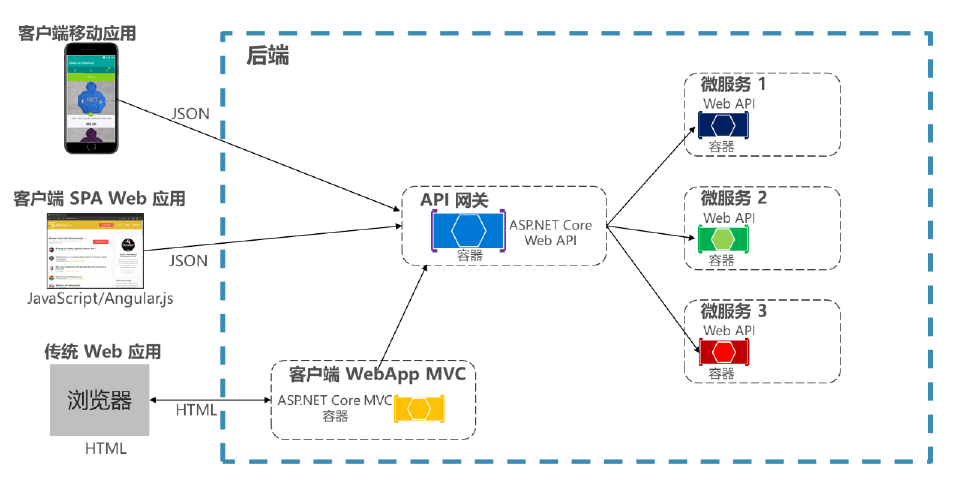 客户端移动应用
JSON
客户端 SPA Web 应用
JSON
JavaScript/Angular.js
传统 Web 应用
浏览器
HTML
HTML
后端
客户端 WebApp MVC
ASP.NET Core MVC
容器
API 网关
ASP.NET Core
Web API
容器
微服务 1
Web API
容器
微服务 2
Web API
容器
微服务 3
Web API
容器